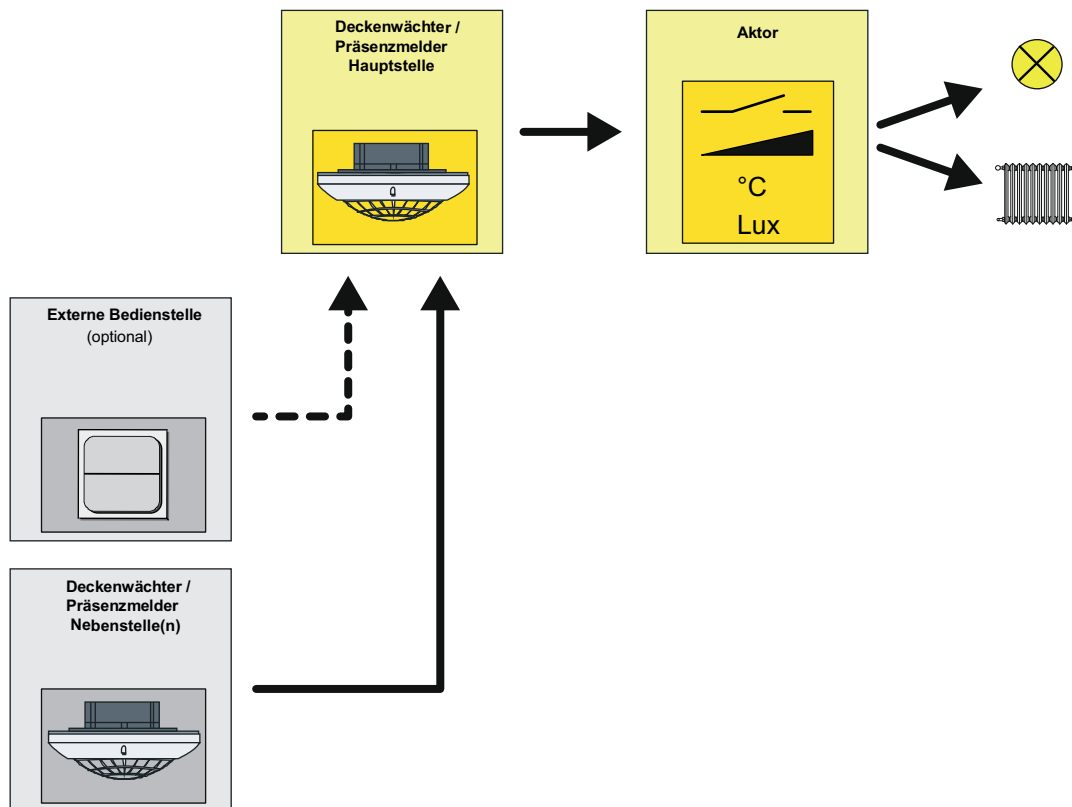 Deckenwächter /
Präsenzmelder
Hauptstelle
Aktor
°C
Lux
Externe Bedienstelle
(optional)
Deckenwächter /
Präsenzmelder
Nebenstelle(n)